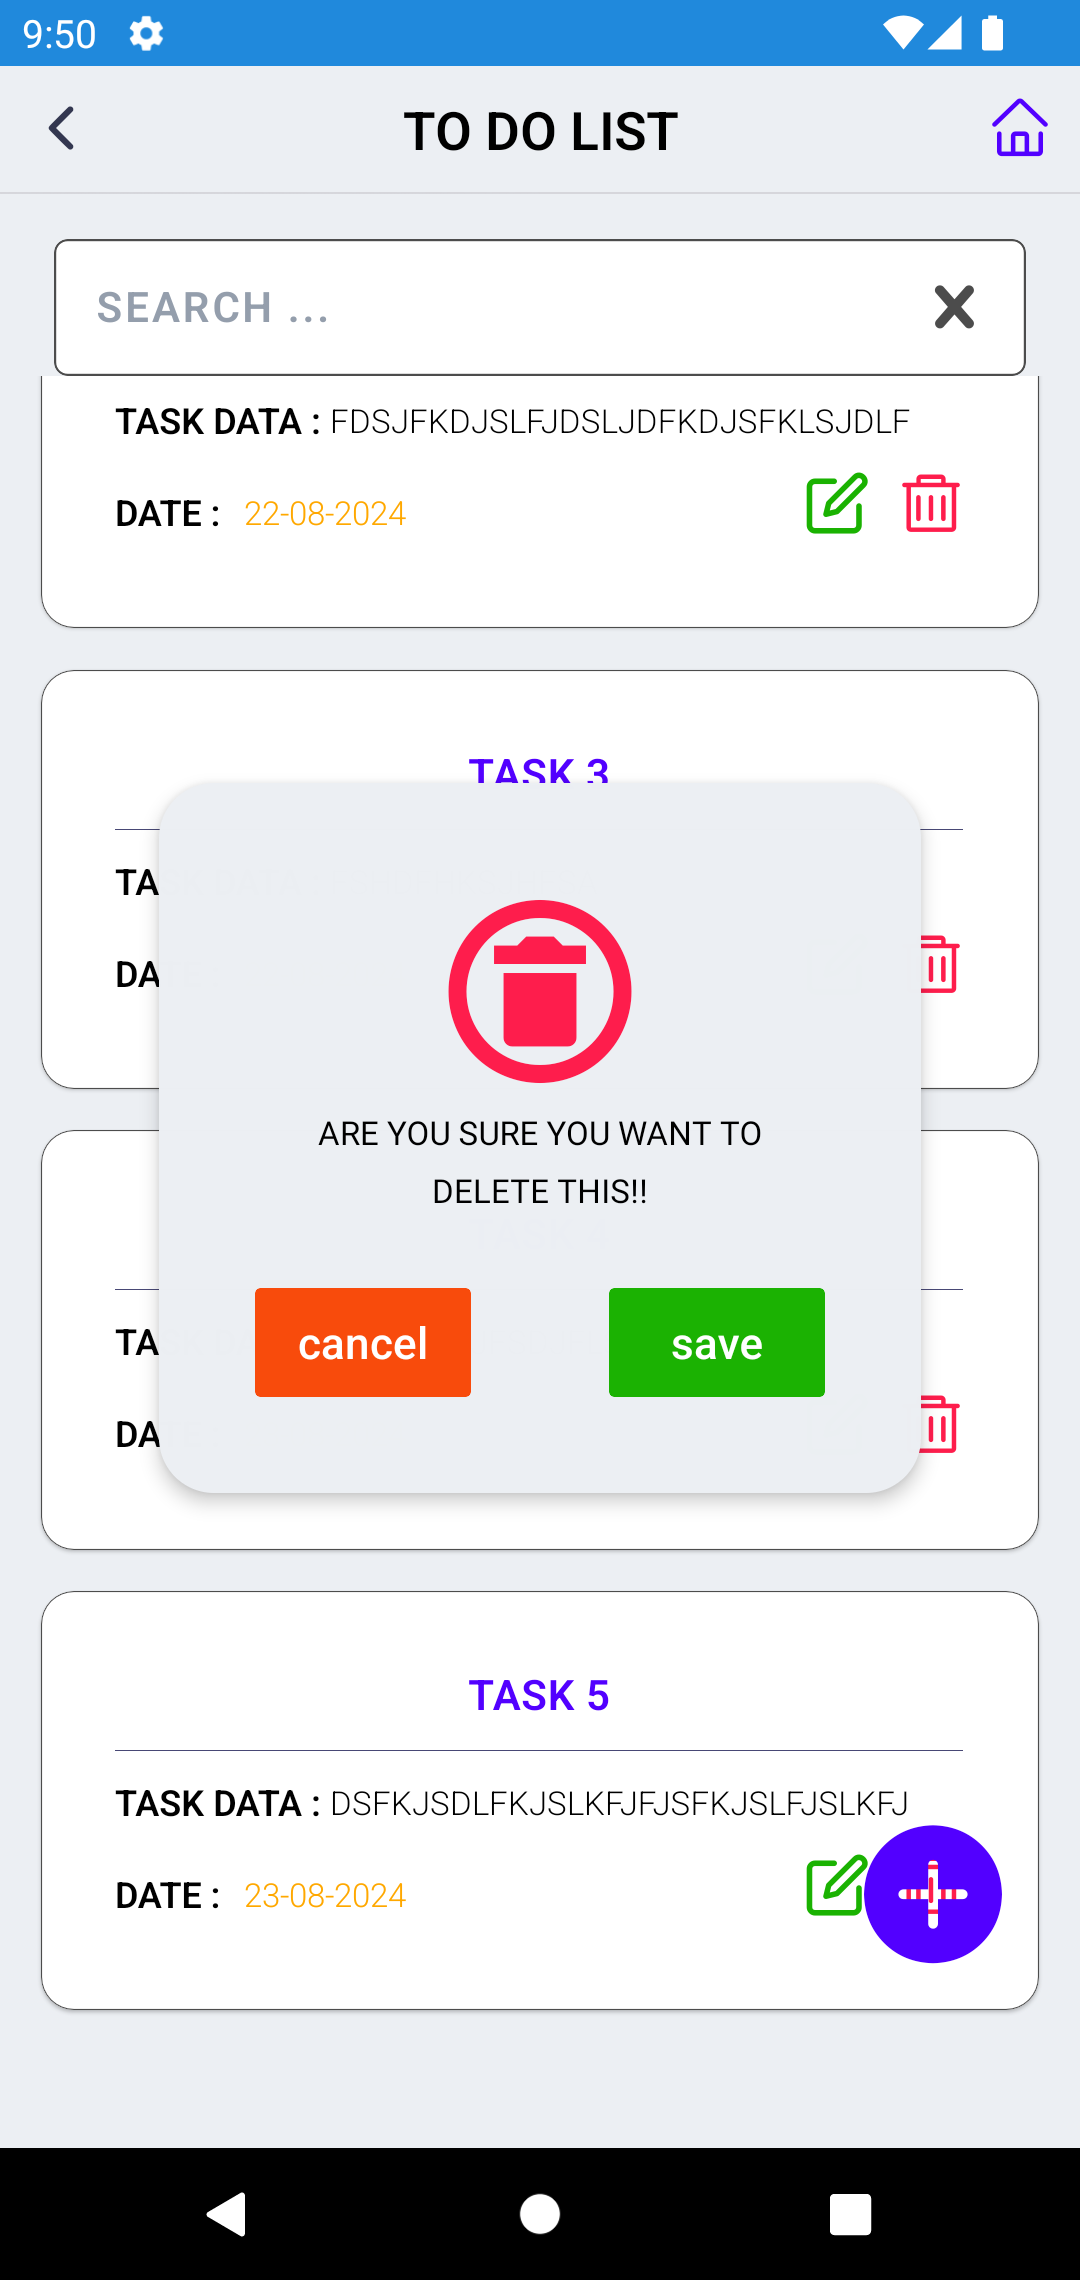 9:50
TO DO LIST
SEARCH ...
TASK DATA : FDSJFKDJSLFJDSLJDFKDJSFKLSJDLF
DATE : 22-08-2024
TASK 3
TA
DA
ARE YOU SURE YOU WANT TO
DELETE THIS!!
cancel save
TA
DA
TASK 5
TASK DATA : DSFKJSDLFKJSLKFJFJSFKJSLFJSLKFJ
DATE : 23-08-2024